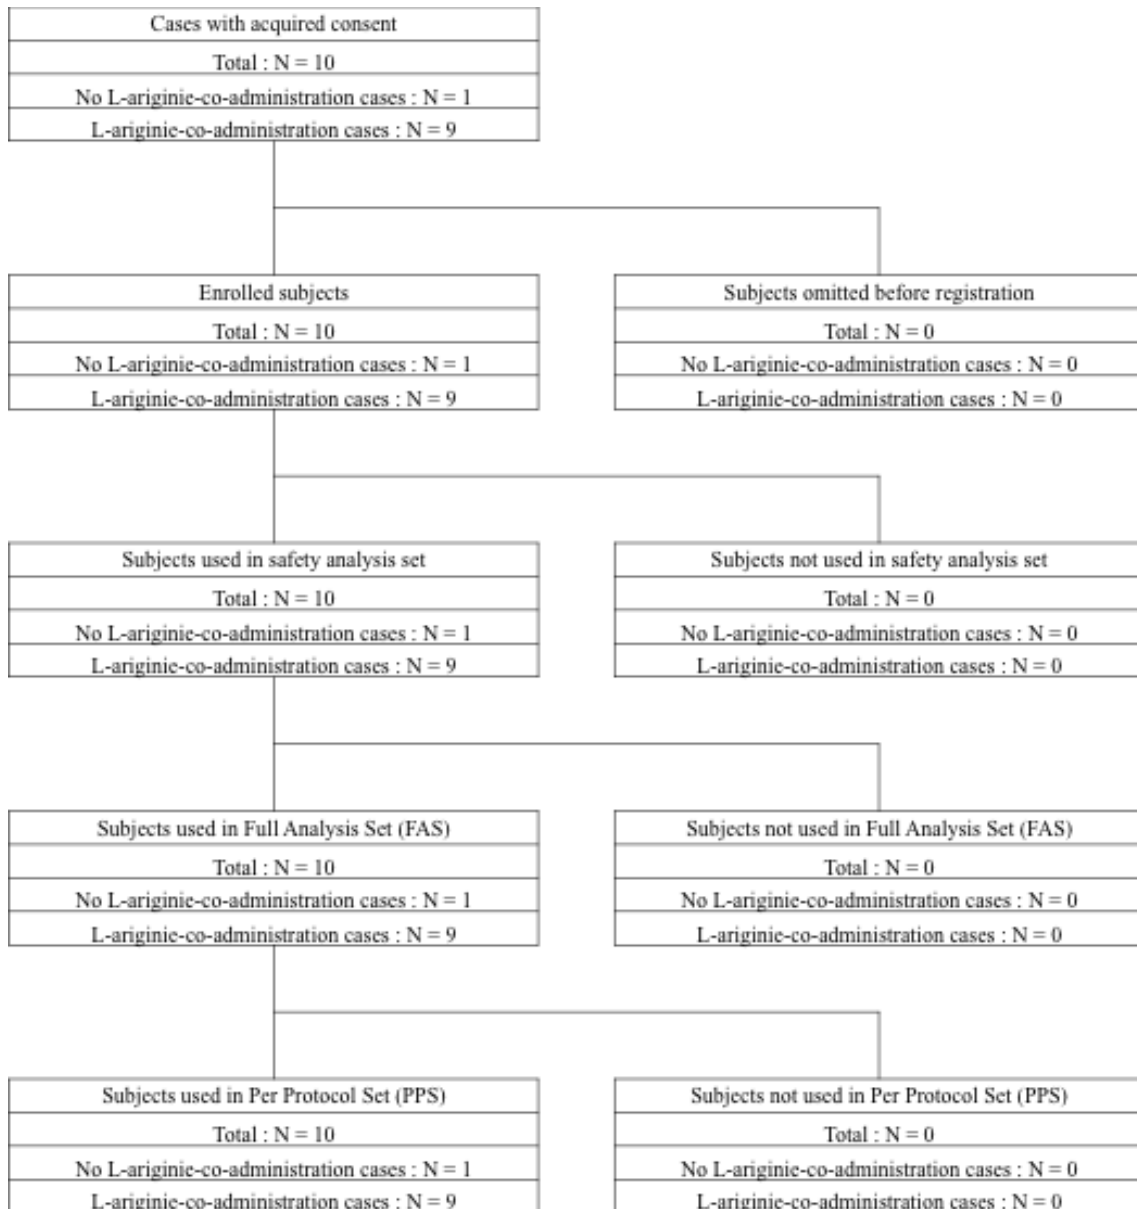 Cases with acquired consent
Total : N = 10
No L-ariginie-co-administration cases : N = 1
L-ariginie-co-administration cases : N = 9
Enrolled subjects
Total : N = 10
No L-ariginie-co-administration cases : N = 1
L-ariginie-co-administration cases : N = 9
Subjects omitted before registration
Total : N = 0
No L-ariginie-co-administration cases : N = 0
L-ariginie-co-administration cases : N = 0
Subjects used in safety analysis set
Total : N = 10
No L-ariginie-co-administration cases : N = 1
L-ariginie-co-administration cases : N = 9
Subjects not used in safety analysis set
Total : N = 0
No L-ariginie-co-administration cases : N = 0
L-ariginie-co-administration cases : N = 0
Subjects used in Full Analysis Set (FAS)
Total : N = 10
No L-ariginie-co-administration cases : N = 1
L-ariginie-co-administration cases : N = 9
Subjects not used in Full Analysis Set (FAS)
Total : N = 0
No L-ariginie-co-administration cases : N = 0
L-ariginie-co-administration cases : N = 0
Subjects used in Per Protocol Set (PPS)
Total : N = 10
No L-ariginie-co-administration cases : N = 1
L-ariginie-co-administration cases : N = 9
Subjects not used in Per Protocol Set (PPS)
Total : N = 0
No L-ariginie-co-administration cases : N = 0
L-ariginie-co-administration cases : N = 0